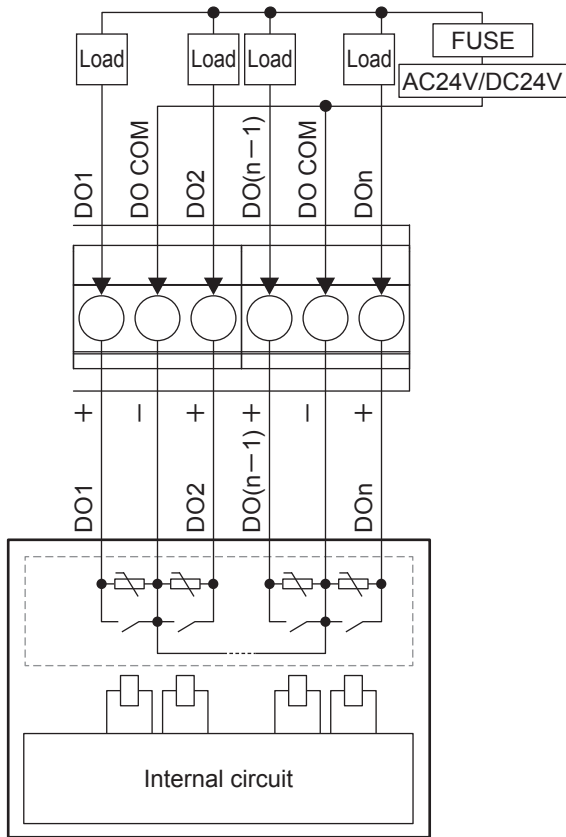 Load
Load
Load
Load
FUSE
AC24V/DC24V
DO1
DO COM
DO2
DO(n−1)
DO COM
DOn
+
−
+
+
−
+
DO1
DO2
DO(n−1)
DOn
Internal circuit